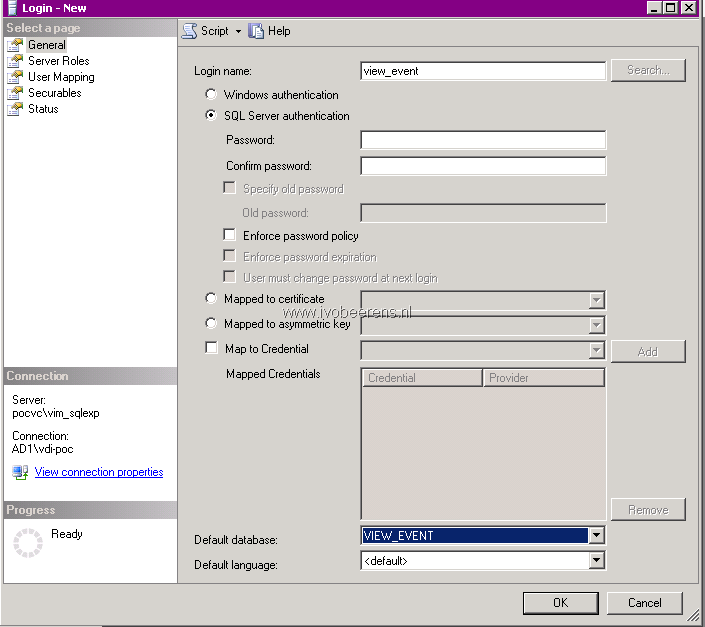 Login - New
Select a page
General
Server Roles
User Mapping
Securables
Status
Script
Help
Login name:
view_event
Search...
Windows authentication
SQL Server authentication
Password:
Confirm password:
Specify old password
Old password:
Enforce password policy
Enforce password expiration
User must change password at next login
Mapped to certificate
www.ivobeerens.nl
Mapped to asymmetric key
Map to Credential
Add
Mapped Credentials
Credential Provider
Remove
Default database:
VIEW_EVENT
Default language:
<default>
Connection
Server:
pocvc\vim_sqlexp
Connection:
AD1\vdi-poc
View connection properties
Progress
Ready
OK
Cancel